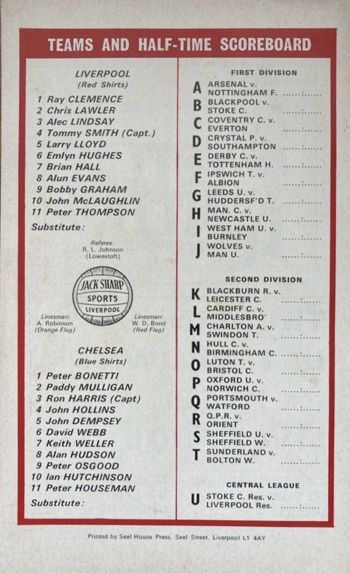 TEAMS AND HALF-TIME SCOREBOARD
LIVERPOOL
(Red Shirts)
1 Ray CLEMENCE
2 Chris LAWLER
3 Alec LINDSAY
4 Tommy SMITH (Capt.)
5 Larry LLOYD
6 Emlyn HUGHES
7 Brian HALL
8 Alun EVANS
9 Bobby GRAHAM
10 John McLAUGHLIN
11 Peter THOMPSON
Substitute:
Referee:
R. L. Johnson
(Lowestoft)
JACK SHARP
SPORTS
LIVERPOOL
Linesman:
A. Robinson
(Orange Flag)
Linesman:
W. D. Bond
(Red Flag)
CHELSEA
(Blue Shirts)
1 Peter BONETTI
2 Paddy MULLIGAN
3 Ron HARRIS (Capt)
4 John HOLLINS
5 John DEMPSEY
6 David WEBB
7 Keith WELLER
8 Alan HUDSON
9 Peter OSGOOD
10 Ian HUTCHINSON
11 Peter HOUSEMAN
Substitute:
FIRST DIVISION
A ARSENAL v.
NOTTINGHAM F. ......:......
B BLACKPOOL v.
STOKE C. ......:......
C COVENTRY C. v.
EVERTON ......:......
D CRYSTAL P. v.
SOUTHAMPTON ......:......
E DERBY C. v.
TOTTENHAM H. ......:......
F IPSWICH T. v.
ALBION ......:......
G LEEDS U. v.
HUDDERSF'D T. ......:......
H MAN. C. v.
NEWCASTLE U. ......:......
I WEST HAM U. v.
BURNLEY ......:......
J WOLVES v.
MAN U. ......:......
SECOND DIVISION
K BLACKBURN R. v.
LEICESTER C. ......:......
L CARDIFF C. v.
MIDDLESBRO' ......:......
M CHARLTON A. v.
SWINDON T. ......:......
N HULL C. v.
BIRMINGHAM C. ......:......
O LUTON T. v.
BRISTOL C. ......:......
P OXFORD U. v.
NORWICH C. ......:......
Q PORTSMOUTH v.
WATFORD ......:......
R Q.P.R. v.
ORIENT ......:......
S SHEFFIELD U. v.
SHEFFIELD W. ......:......
T SUNDERLAND v.
BOLTON W. ......:......
CENTRAL LEAGUE
U STOKE C. Res. v.
LIVERPOOL Res. ......:......
Printed by Seel House Press, Seel Street, Liverpool L1 4AY